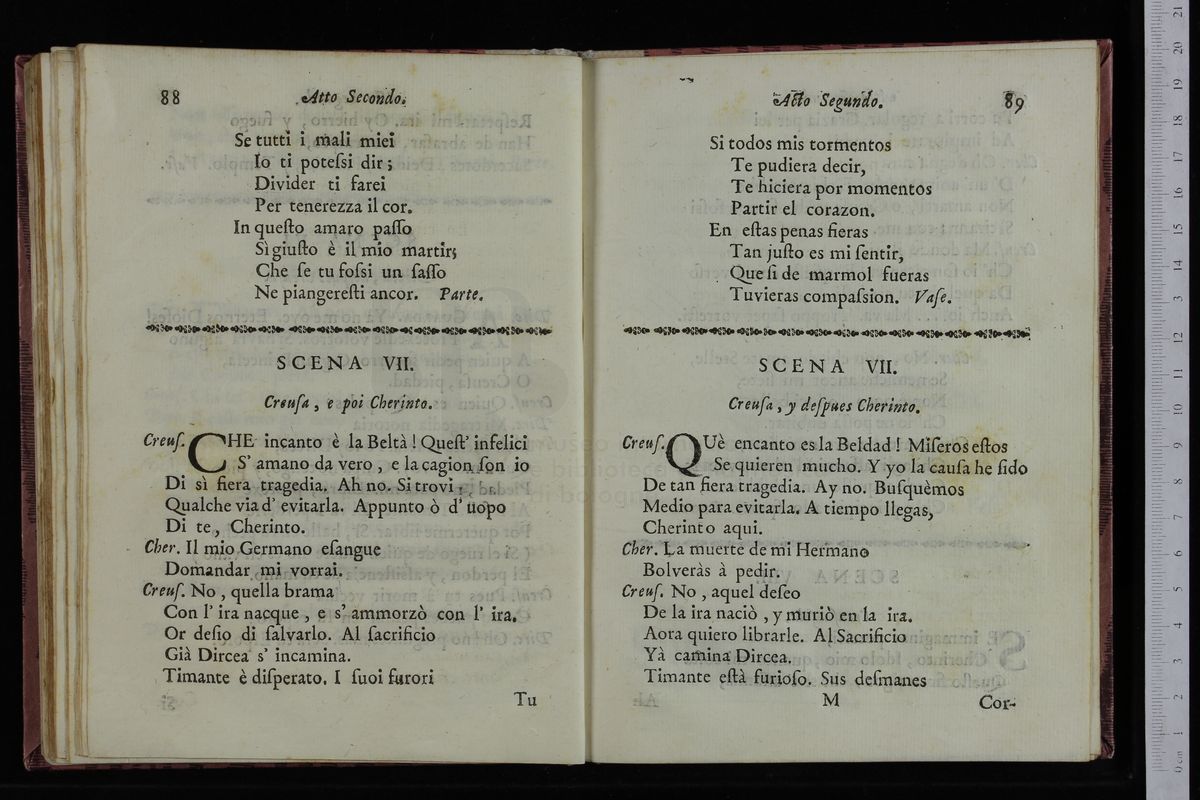 88
Atto Secondo.
Se tutti i mali miei
Io ti poteſsi dir;
Divider ti farei
Per tenerezza il cor.
In queſto amaro paſſo
Sì giuſto è il mio martir;
Che ſe tu foſsi un ſaſſo
Ne piangereſti ancor. Parte.
SCENA VII.
Creuſa, e poi Cherinto.
Creuſ. CHE incanto è la Beltà! Queſt' infelici
S' amano da vero, e la cagion ſon io
Di sì fiera tragedia. Ah no. Si trovi
Qualche via d' evitarla. Appunto ò d' uopo
Di te, Cherinto.
Cher. Il mio Germano eſangue
Domandar mi vorrai.
Creuſ. No, quella brama
Con l' ira nacque, e s' ammorzò con l' ira.
Or deſio di ſalvarlo. Al ſacrificio
Già Dircea s' incamina.
Timante è diſperato. I ſuoi furori
Tu
Acto Segundo.
89
Si todos mis tormentos
Te pudiera decir,
Te hiciera por momentos
Partir el corazon.
En eſtas penas fieras
Tan juſto es mi ſentir,
Que ſi de marmol fueras
Tuvieras compaſsion. Vaſe.
SCENA VII.
Creuſa, y deſpues Cherinto.
Creuſ. QUè encanto es la Beldad! Miſeros eſtos
Se quieren mucho. Y yo la cauſa he ſido
De tan fiera tragedia. Ay no. Buſquèmos
Medio para evitarla. A tiempo llegas,
Cherinto aqui.
Cher. La muerte de mi Hermano
Bolveràs à pedir.
Creuſ. No, aquel deſeo
De la ira naciò, y muriò en la ira.
Aora quiero librarle. Al Sacrificio
Yà camina Dircea.
Timante eſtà furioſo. Sus deſmanes
M
Cor-